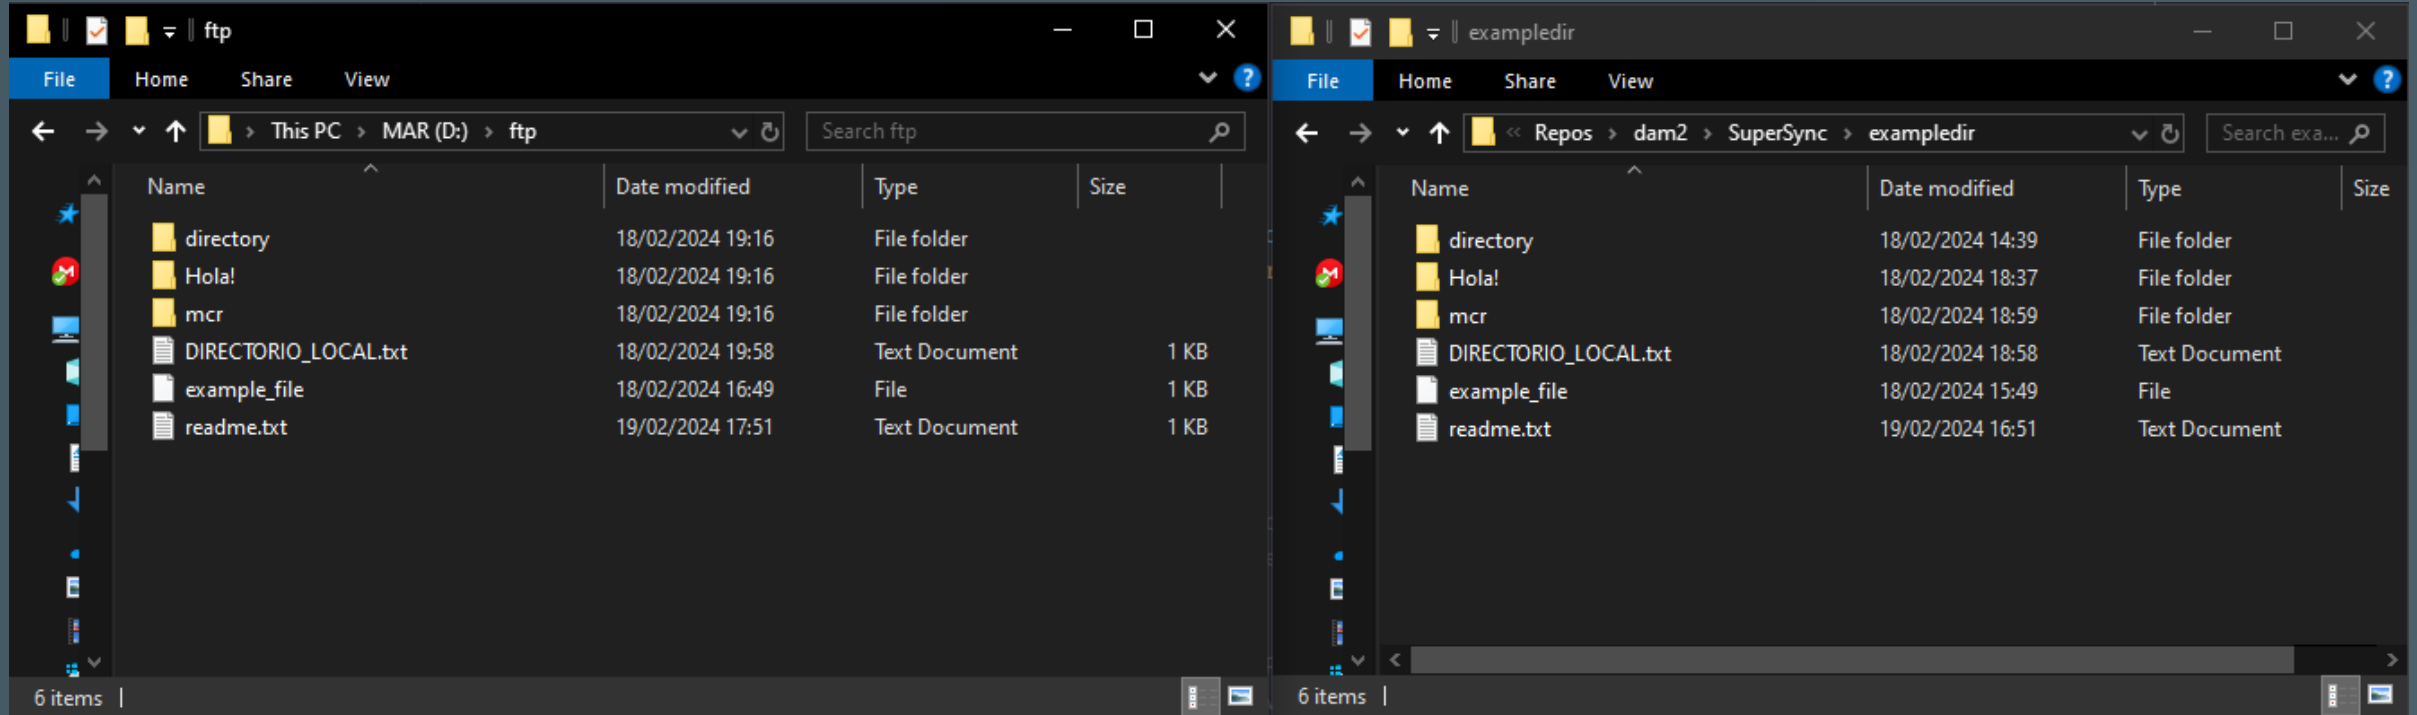 ftp
File Home Share View
This PC MAR (D:) ftp Search ftp
Name Date modified Type Size
directory 18/02/2024 19:16 File folder
Hola! 18/02/2024 19:16 File folder
mcr 18/02/2024 19:16 File folder
DIRECTORIO_LOCAL.txt 18/02/2024 19:58 Text Document 1 KB
example_file 18/02/2024 16:49 File 1 KB
readme.txt 19/02/2024 17:51 Text Document 1 KB
6 items
exampledir
File Home Share View
« Repos dam2 SuperSync exampledir Search exa...
Name Date modified Type Size
directory 18/02/2024 14:39 File folder
Hola! 18/02/2024 18:37 File folder
mcr 18/02/2024 18:59 File folder
DIRECTORIO_LOCAL.txt 18/02/2024 18:58 Text Document
example_file 18/02/2024 15:49 File
readme.txt 19/02/2024 16:51 Text Document
6 items